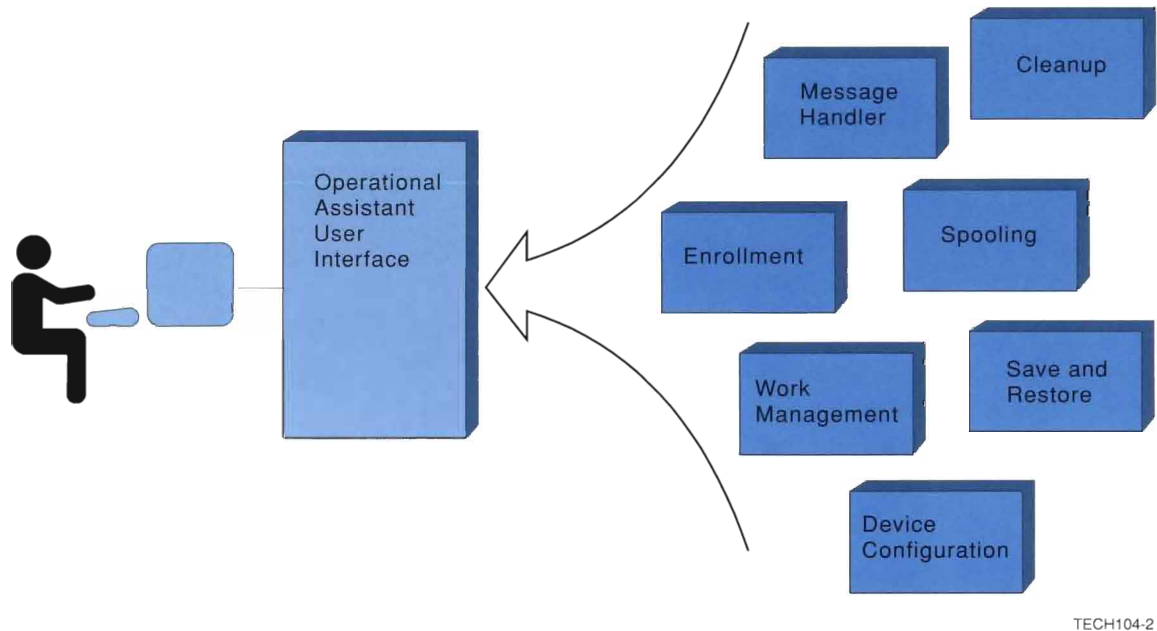 Operational
Assistant
User
Interface
Message
Handler
Cleanup
Enrollment
Spooling
Work
Management
Save and
Restore
Device
Configuration
TECH104-2